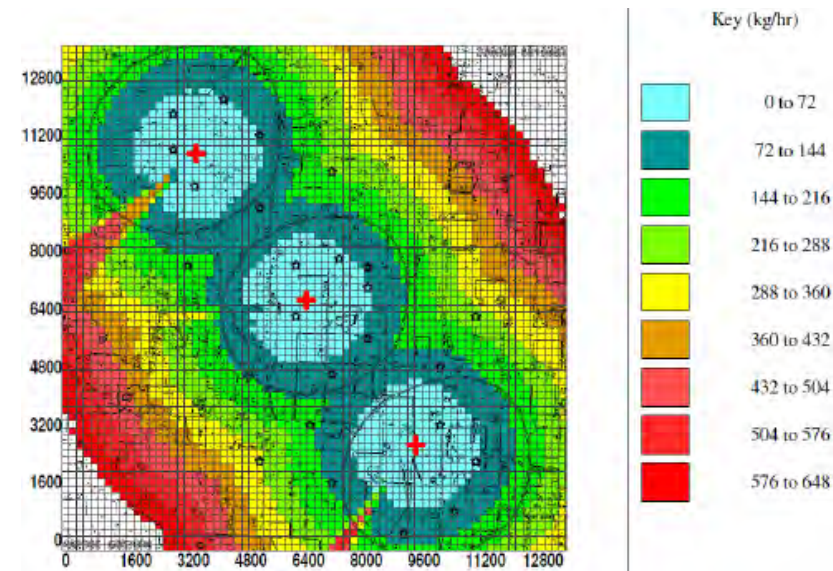 Key (kg/hr)
0 to 72
72 to 144
144 to 216
216 to 288
288 to 360
360 to 432
432 to 504
504 to 576
576 to 648
12800
11200
9600
8000
6400
4800
3200
1600
0
0 1600 3200 4800 6400 8000 9600 11200 12800